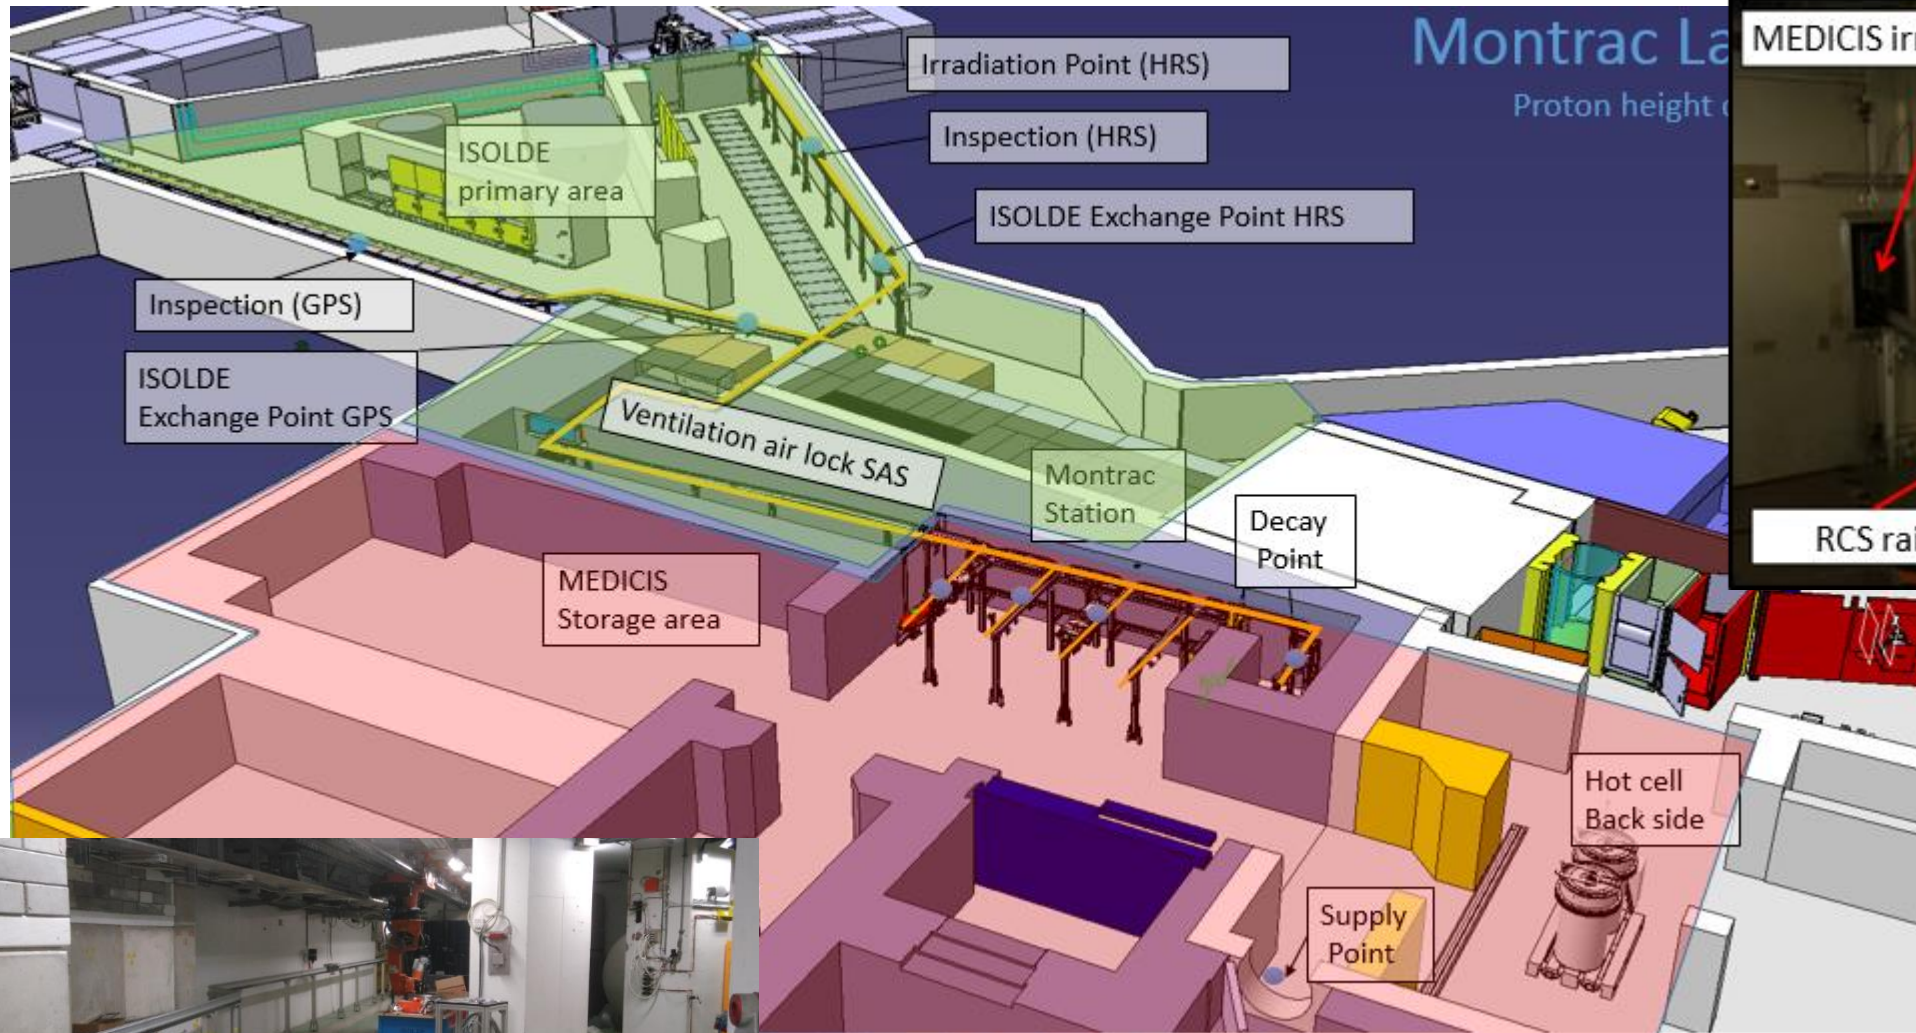 Montrac La
Proton height
MEDICIS
Irradiation Point (HRS)
Inspection (HRS)
ISOLDE
primary area
ISOLDE Exchange Point HRS
Inspection (GPS)
ISOLDE
Exchange Point GPS
Ventilation air lock SAS
Montrac
Station
Decay
Point
RCS
MEDICIS
Storage area
Hot cell
Back side
Supply
Point